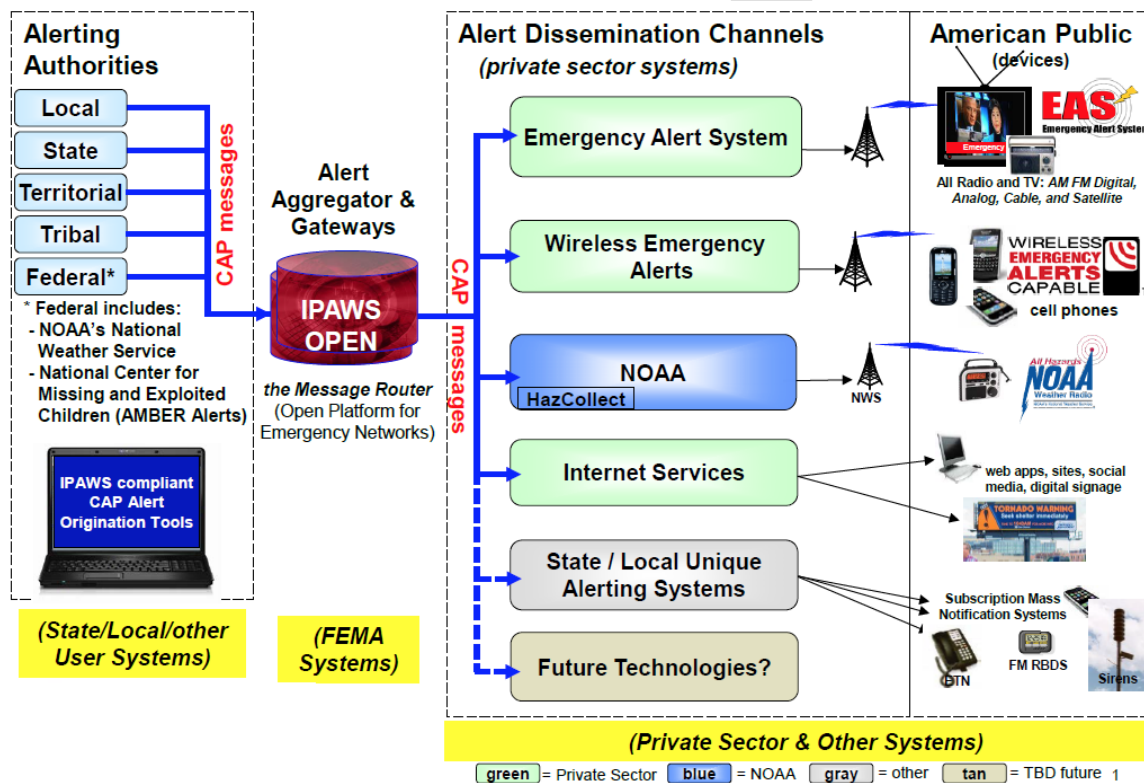 Alerting
Authorities
Local
State
Territorial
Tribal
Federal*
CAP messages
* Federal includes:
- NOAA's National
Weather Service
- National Center for
Missing and Exploited
Children (AMBER Alerts)
IPAWS compliant
CAP Alert
Origination Tools
(State/Local/other
User Systems)
Alert
Aggregator &
Gateways
IPAWS
OPEN
the Message Router
(Open Platform for
Emergency Networks)
(FEMA
Systems)
Alert Dissemination Channels
(private sector systems)
CAP messages
Emergency Alert System
Wireless Emergency
Alerts
NOAA
HazCollect
NWS
Internet Services
State / Local Unique
Alerting Systems
Future Technologies?
American Public
(devices)
Emergency
EAS
Emergency Alert System
All Radio and TV: AM FM Digital,
Analog, Cable, and Satellite
WIRELESS
EMERGENCY
ALERTS
CAPABLE
cell phones
All Hazards
NOAA
Weather Radio
web apps, sites, social
media, digital signage
TORNADO WARNING
Seek shelter immediately
Subscription Mass
Notification Systems
ETN
FM RBDS
Sirens
(Private Sector & Other Systems)
green = Private Sector blue = NOAA gray = other tan = TBD future 1